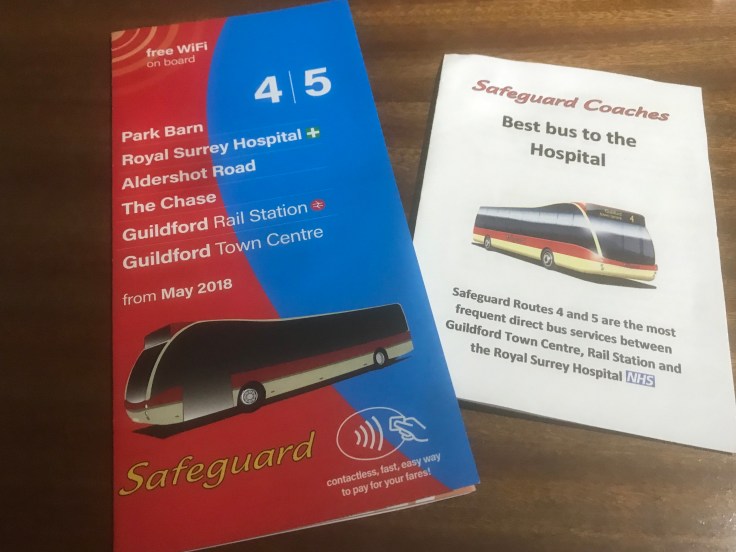 free WiFi
on board
4|5
Park Barn
Royal Surrey Hospital
Aldershot Road
The Chase
Guildford Rail Station
Guildford Town Centre
from May 2018
Safeguard
contactless, fast, easy way
to pay for your fares!
Safeguard Coaches
Best bus to the
Hospital
4
Safeguard Routes 4 and 5 are the most
frequent direct bus services between
Guildford Town Centre, Rail Station and
the Royal Surrey Hospital NHS